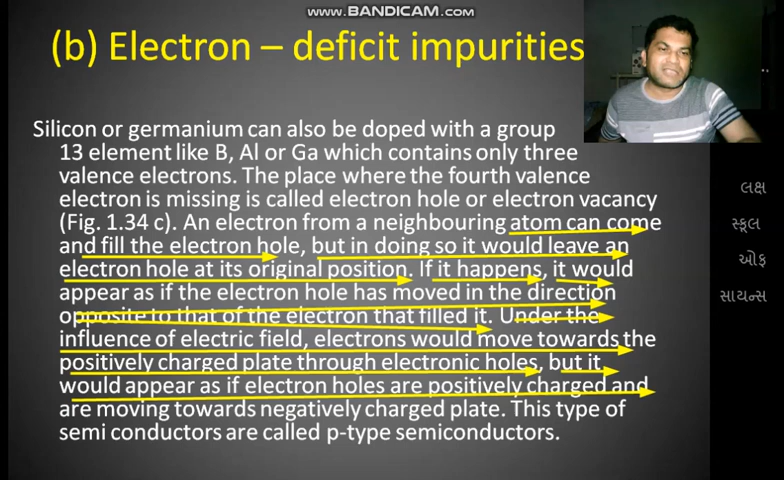 www.BANDICAM.com
(b) Electron – deficit impurities
Silicon or germanium can also be doped with a group
13 element like B, Al or Ga which contains only three
valence electrons. The place where the fourth valence
electron is missing is called electron hole or electron vacancy
(Fig. 1.34 c). An electron from a neighbouring atom can come
and fill the electron hole, but in doing so it would leave an
electron hole at its original position. If it happens, it would
appear as if the electron hole has moved in the direction
opposite to that of the electron that filled it. Under the
influence of electric field, electrons would move towards the
positively charged plate through electronic holes, but it
would appear as if electron holes are positively charged and
are moving towards negatively charged plate. This type of
semi conductors are called p-type semiconductors.
લક્ષ
સ્કૂલ
ઓફ
સાયન્સ